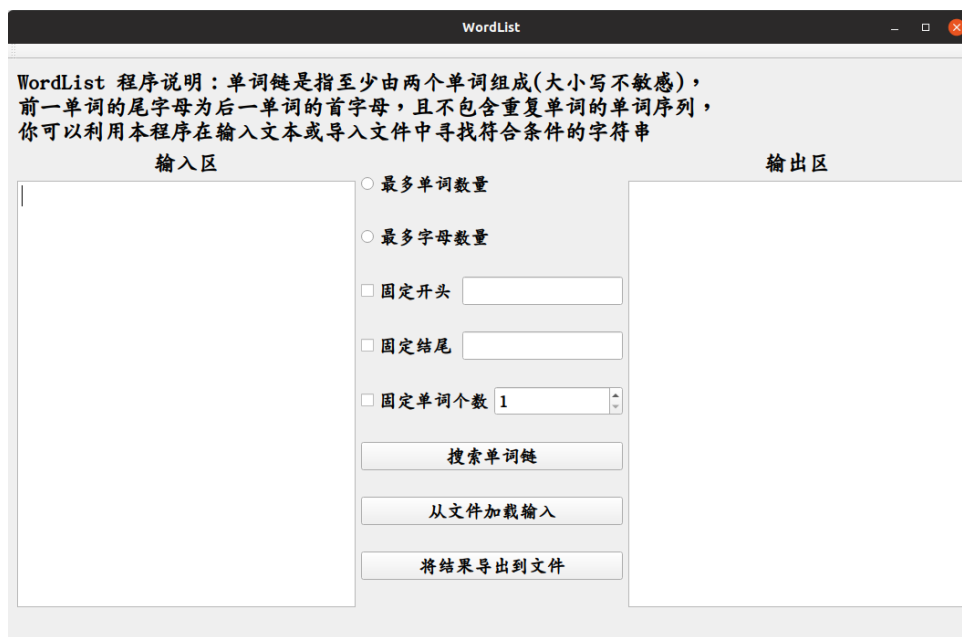 WordList
WordList 程序说明：单词链是指至少由两个单词组成(大小写不敏感)，
前一单词的尾字母为后一单词的首字母，且不包含重复单词的单词序列，
你可以利用本程序在输入文本或导入文件中寻找符合条件的字符串
输入区
输出区
最多单词数量
最多字母数量
固定开头
固定结尾
固定单词个数 1
搜索单词链
从文件加载输入
将结果导出到文件